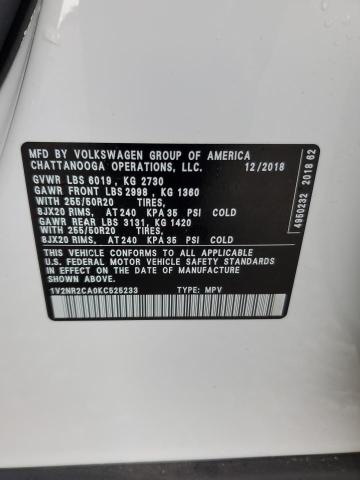 MFD BY VOLKSWAGEN GROUP OF AMERICA
CHATTANOOGA OPERATIONS, LLC. 12/2018
GVWR LBS 6019 , KG 2730
GAWR FRONT LBS 2998 , KG 1360
WITH 255/50R20 TIRES,
8JX20 RIMS, AT 240 KPA 35 PSI COLD
GAWR REAR LBS 3131, KG 1420
WITH 255/50R20 TIRES,
8JX20 RIMS, AT 240 KPA 35 PSI COLD
THIS VEHICLE CONFORMS TO ALL APPLICABLE
U.S. FEDERAL MOTOR VEHICLE SAFETY STANDARDS
IN EFFECT ON THE DATE OF MANUFACTURE
SHOWN ABOVE
1V2NR2CA0KC525233 TYPE: MPV
4950232 2018 62